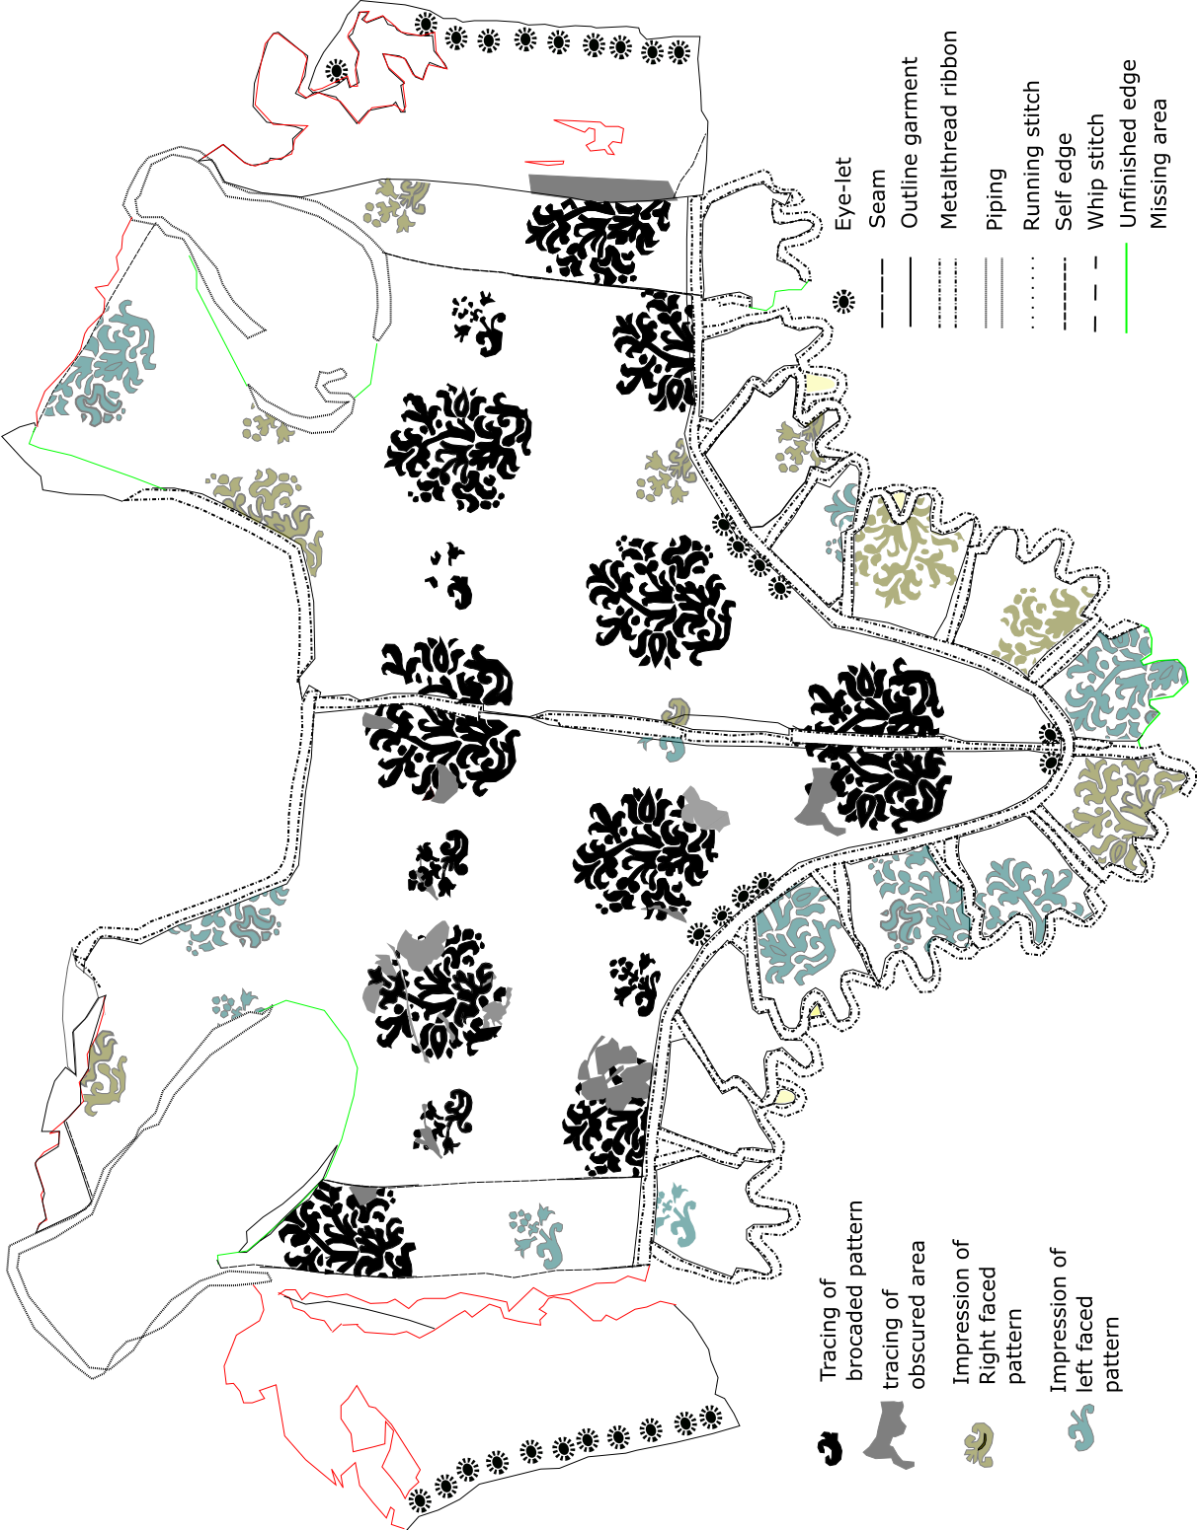 Tracing of
brocaded pattern
tracing of
obscured area
Impression of
Right faced
pattern
Impression of
left faced
pattern
Eye-let
Seam
Outline garment
Metalthread ribbon
Piping
Running stitch
Self edge
Whip stitch
Unfinished edge
Missing area